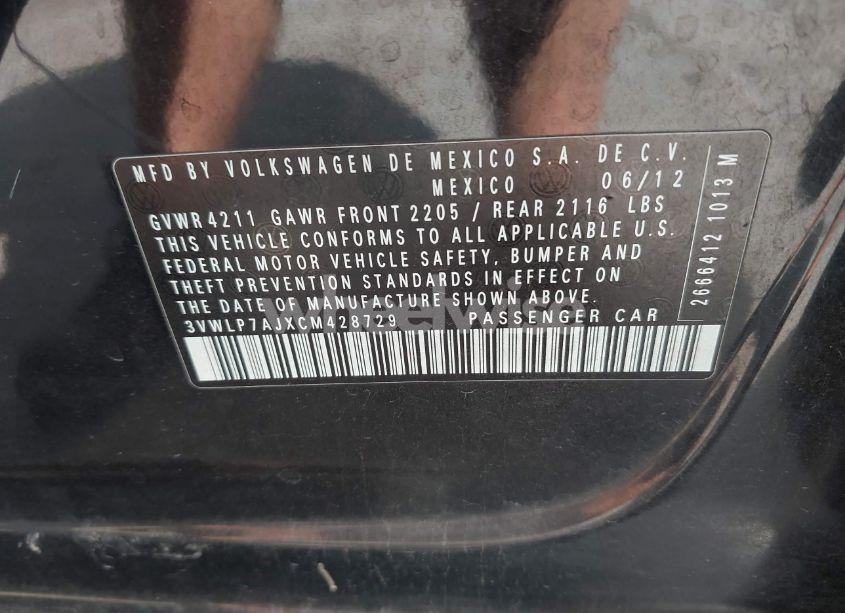 MFD BY VOLKSWAGEN DE MEXICO S.A. DE C.V.
MEXICO 06/12
GVWR 4211 GAWR FRONT 2205 / REAR 2116 LBS
THIS VEHICLE CONFORMS TO ALL APPLICABLE U.S.
FEDERAL MOTOR VEHICLE SAFETY, BUMPER AND
THEFT PREVENTION STANDARDS IN EFFECT ON
THE DATE OF MANUFACTURE SHOWN ABOVE.
3VWLP7AJXCM428729 PASSENGER CAR
2666412 1013 M